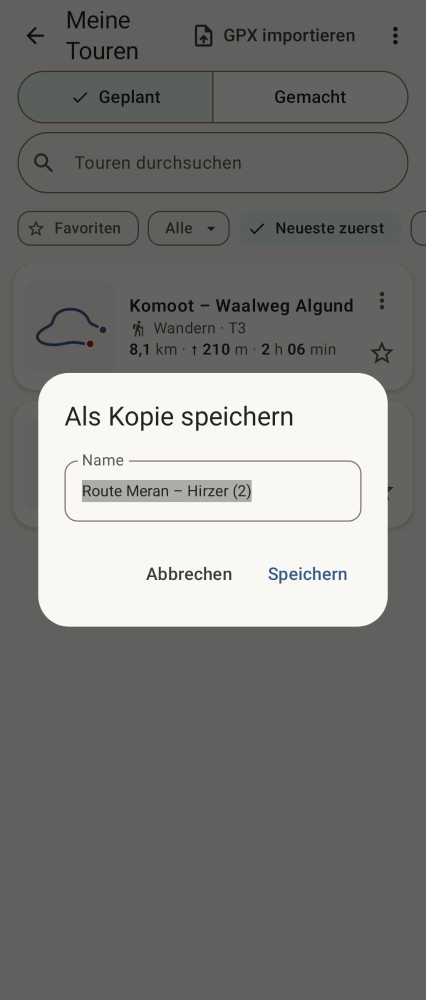 Meine
Touren
GPX importieren
Geplant
Gemacht
Touren durchsuchen
Favoriten
Alle
Neueste zuerst
Komoot – Waalweg Algund
Wandern · T3
8,1 km · ↑ 210 m · 2 h 06 min
Als Kopie speichern
Name
Route Meran – Hirzer (2)
Abbrechen
Speichern